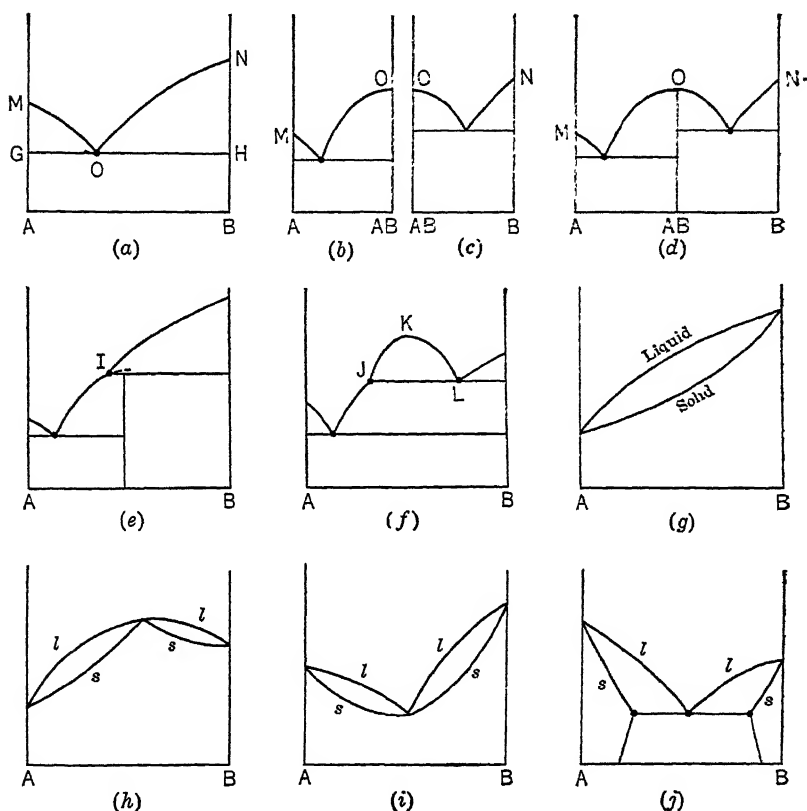 M
N
G
O
H
A
B
(a)
M
O
A
AB
(b)
O
N
AB
B
(c)
M
O
N
A
AB
B
(d)
I
A
B
(e)
K
J
L
A
B
(f)
Liquid
Solid
A
B
(g)
l
l
s
s
A
B
(h)
l
l
s
s
A
B
(i)
l
l
s
s
A
B
(j)